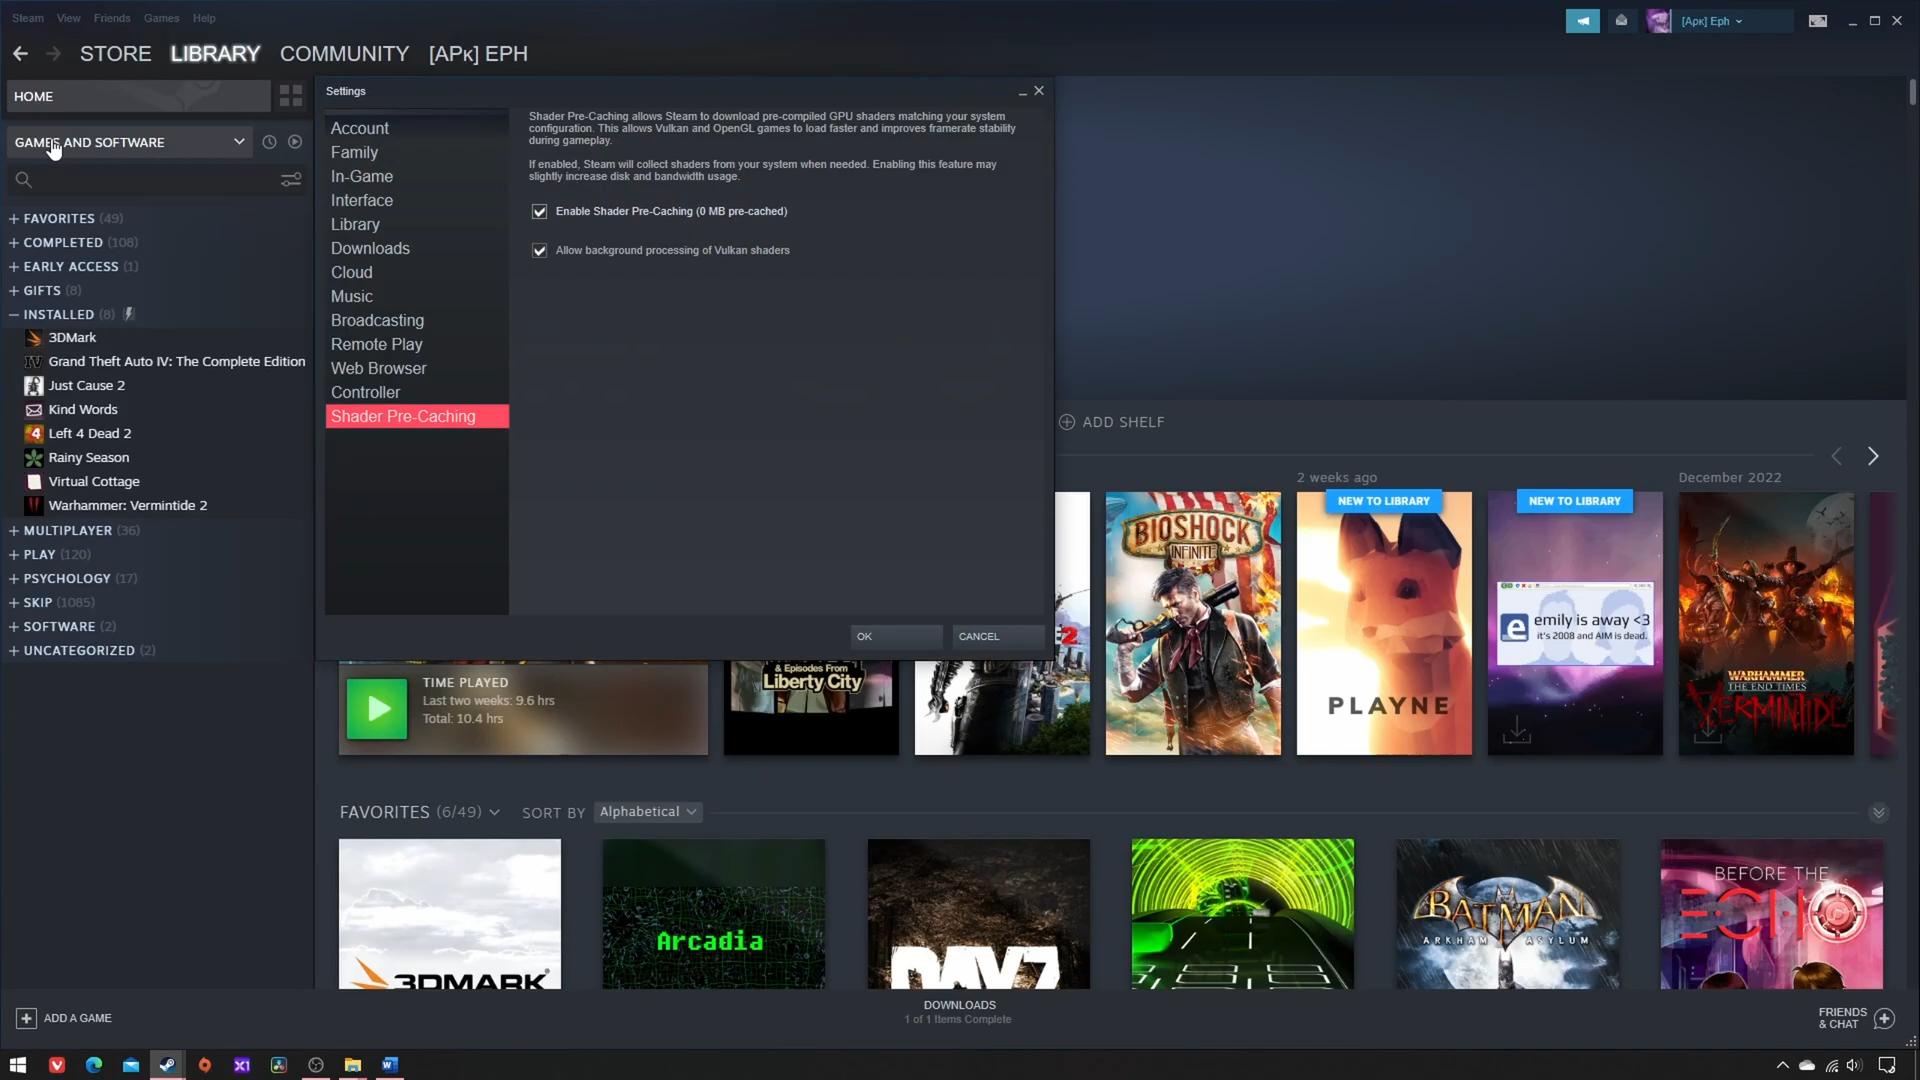 Steam View Friends Games Help
[Apĸ] Eph
STORE LIBRARY COMMUNITY [APĸ] EPH
HOME
GAMES AND SOFTWARE
+ FAVORITES (49)
+ COMPLETED (108)
+ EARLY ACCESS (1)
+ GIFTS (8)
− INSTALLED (8)
3DMark
Grand Theft Auto IV: The Complete Edition
Just Cause 2
Kind Words
Left 4 Dead 2
Rainy Season
Virtual Cottage
Warhammer: Vermintide 2
+ MULTIPLAYER (36)
+ PLAY (120)
+ PSYCHOLOGY (17)
+ SKIP (1085)
+ SOFTWARE (2)
+ UNCATEGORIZED (2)
Settings
Account
Family
In-Game
Interface
Library
Downloads
Cloud
Music
Broadcasting
Remote Play
Web Browser
Controller
Shader Pre-Caching
Shader Pre-Caching allows Steam to download pre-compiled GPU shaders matching your system
configuration. This allows Vulkan and OpenGL games to load faster and improves framerate stability
during gameplay.
If enabled, Steam will collect shaders from your system when needed. Enabling this feature may
slightly increase disk and bandwidth usage.
Enable Shader Pre-Caching (0 MB pre-cached)
Allow background processing of Vulkan shaders
OK CANCEL
ADD SHELF
2 weeks ago
December 2022
NEW TO LIBRARY
NEW TO LIBRARY
BIOSHOCK
INFINITE
PLAYNE
emily is away <3
it's 2008 and AIM is dead.
WARHAMMER
THE END TIMES
VERMINTIDE
TIME PLAYED
Last two weeks: 9.6 hrs
Total: 10.4 hrs
& Episodes From
Liberty City
2
FAVORITES (6/49) SORT BY Alphabetical
3DMARK
Arcadia
DAYZ
BATMAN
ARKHAM ASYLUM
BEFORE THE
ECHO
ADD A GAME
DOWNLOADS
1 of 1 Items Complete
FRIENDS
& CHAT